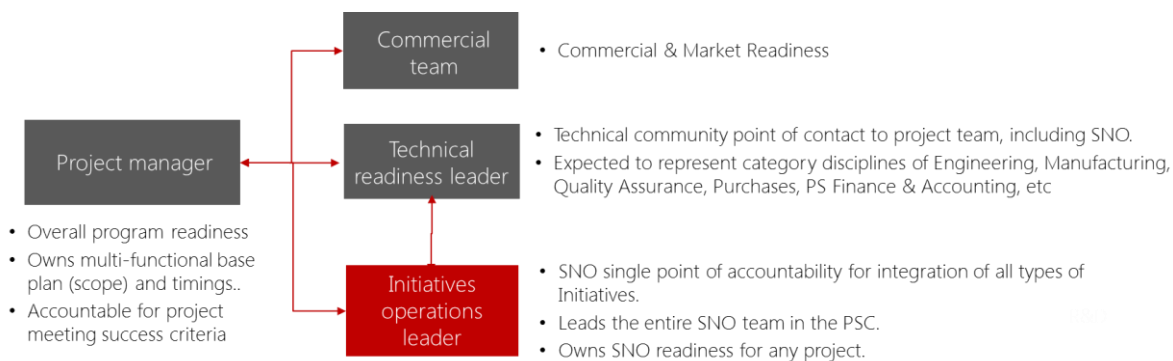 Commercial
team
• Commercial & Market Readiness
Project manager
• Overall program readiness
• Owns multi-functional base
plan (scope) and timings..
• Accountable for project
meeting success criteria
Technical
readiness leader
• Technical community point of contact to project team, including SNO.
• Expected to represent category disciplines of Engineering, Manufacturing,
Quality Assurance, Purchases, PS Finance & Accounting, etc
Initiatives
operations
leader
• SNO single point of accountability for integration of all types of
Initiatives.
• Leads the entire SNO team in the PSC.
• Owns SNO readiness for any project.